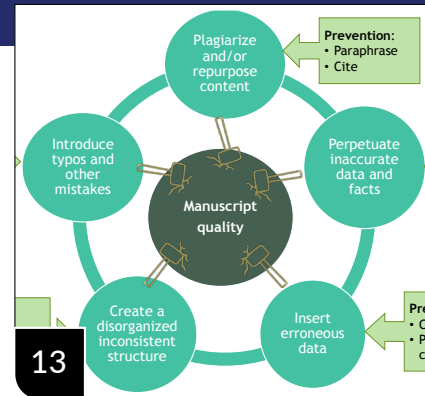 Plagiarize
and/or
repurpose
content
Prevention:
• Paraphrase
• Cite
Introduce
typos and
other
mistakes
Perpetuate
inaccurate
data and
facts
Manuscript
quality
Create a
disorganized
inconsistent
structure
Insert
erroneous
data
13